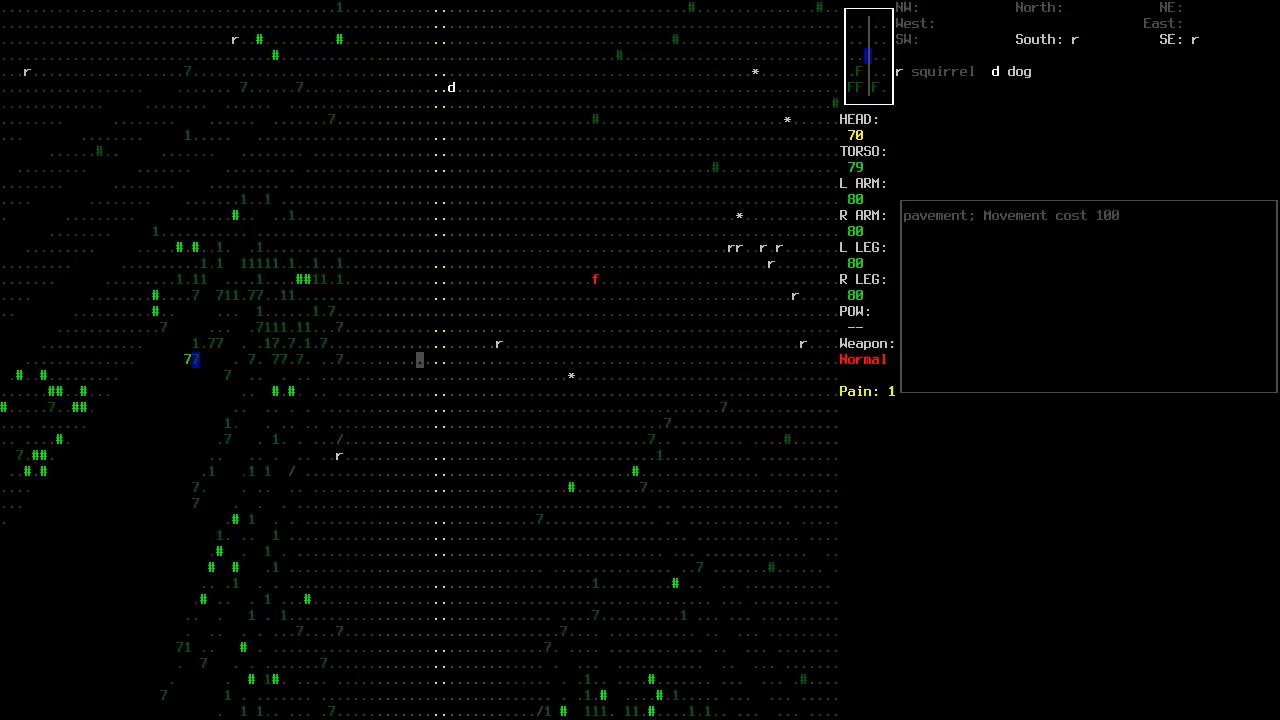 NW: North: NE:
West: East:
SW: South: r SE: r
r squirrel d dog
HEAD:
70
TORSO:
79
L ARM:
80
R ARM:
80
L LEG:
80
R LEG:
80
POW:
--
Weapon:
Normal
Pain: 1
pavement; Movement cost 100